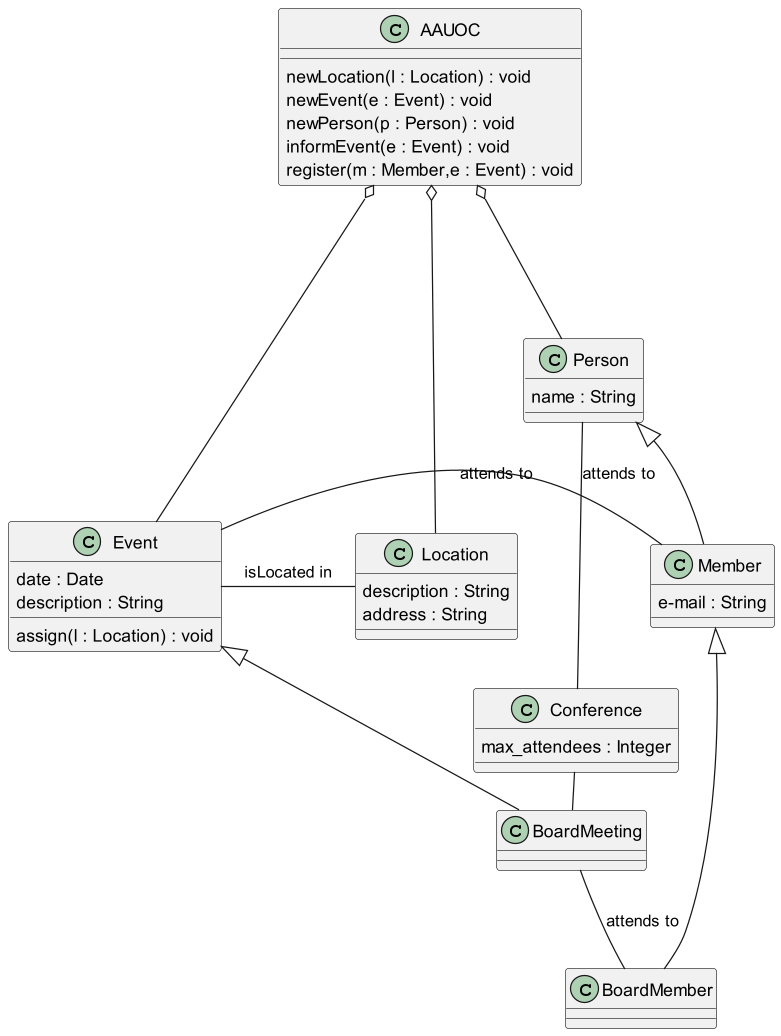 C AAUOC
newLocation(l : Location) : void
newEvent(e : Event) : void
newPerson(p : Person) : void
informEvent(e : Event) : void
register(m : Member,e : Event) : void
C Person
name : String
attends to
attends to
C Event
date : Date
description : String
assign(l : Location) : void
isLocated in
C Location
description : String
address : String
C Member
e-mail : String
C Conference
max_attendees : Integer
C BoardMeeting
attends to
C BoardMember